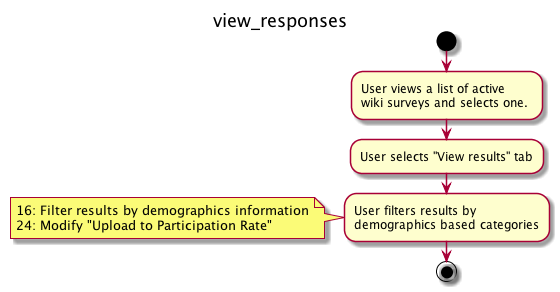 view_responses
User views a list of active
wiki surveys and selects one.
User selects "View results" tab
16: Filter results by demographics information
24: Modify "Upload to Participation Rate"
User filters results by
demographics based categories